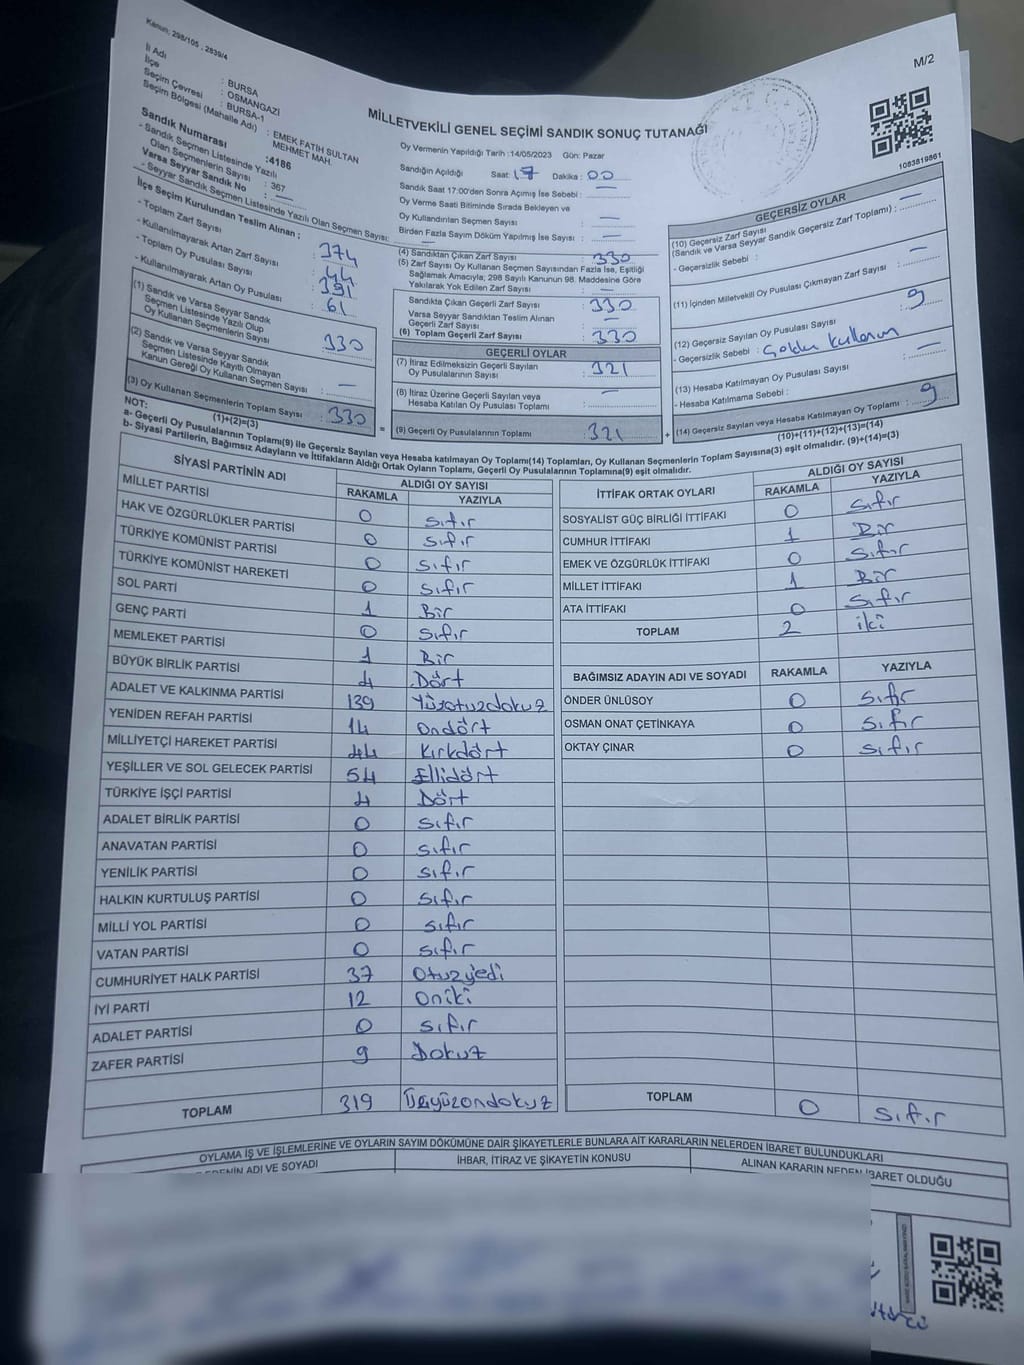 Kanun: 298/105 , 2839/4
M/2
İl Adı : BURSA
İlçe : OSMANGAZİ
Seçim Çevresi : BURSA-1
Seçim Bölgesi (Mahalle Adı) : EMEK FATİH SULTAN MEHMET MAH.
Sandık Numarası :4186
- Sandık Seçmen Listesinde Yazılı Olan Seçmenlerin Sayısı : 367
Varsa Seyyar Sandık No : —
- Seyyar Sandık Seçmen Listesinde Yazılı Olan Seçmen Sayısı: —
MİLLETVEKİLİ GENEL SEÇİMİ SANDIK SONUÇ TUTANAĞI
Oy Vermenin Yapıldığı Tarih :14/05/2023 Gün: Pazar
Sandığın Açıldığı Saat: 17 Dakika : 00
Sandık Saat 17:00'den Sonra Açımış İse Sebebi : —
Oy Verme Saati Bitiminde Sırada Bekleyen ve
Oy Kullandırılan Seçmen Sayısı : —
Birden Fazla Sayım Döküm Yapılmış İse Sayısı : —
1083819861
İlçe Seçim Kurulundan Teslim Alınan ;
- Toplam Zarf Sayısı : 374
- Kullanılmayarak Artan Zarf Sayısı : 44
- Toplam Oy Pusulası Sayısı : 391
- Kullanılmayarak Artan Oy Pusulası : 61
(1) Sandık ve Varsa Seyyar Sandık
Seçmen Listesinde Yazılı Olup
Oy Kullanan Seçmenlerin Sayısı : 330
(2) Sandık ve Varsa Seyyar Sandık
Seçmen Listesinde Kayıtlı Olmayan
Kanun Gereği Oy Kullanan Seçmen Sayısı : —
(3) Oy Kullanan Seçmenlerin Toplam Sayısı : 330
(1)+(2)=(3)
(4) Sandıktan Çıkan Zarf Sayısı : 330
(5) Zarf Sayısı Oy Kullanan Seçmen Sayısından Fazla İse, Eşitliği
Sağlamak Amacıyla; 298 Sayılı Kanunun 98. Maddesine Göre
Yakılarak Yok Edilen Zarf Sayısı : —
Sandıkta Çıkan Geçerli Zarf Sayısı : 330
Varsa Seyyar Sandıktan Teslim Alınan
Geçerli Zarf Sayısı : —
(6) Toplam Geçerli Zarf Sayısı : 330
GEÇERLİ OYLAR
(7) İtiraz Edilmeksizin Geçerli Sayılan
Oy Pusulalarının Sayısı : 321
(8) İtiraz Üzerine Geçerli Sayılan veya
Hesaba Katılan Oy Pusulası Toplamı : —
= (9) Geçerli Oy Pusulalarının Toplamı : 321 +
GEÇERSİZ OYLAR
(10) Geçersiz Zarf Sayısı
(Sandık ve Varsa Seyyar Sandık Geçersiz Zarf Toplamı) : —
- Geçersizlik Sebebi :
(11) İçinden Milletvekili Oy Pusulası Çıkmayan Zarf Sayısı : —
(12) Geçersiz Sayılan Oy Pusulası Sayısı : 9
- Geçersizlik Sebebi : Çoklu kullanım
(13) Hesaba Katılmayan Oy Pusulası Sayısı : —
- Hesaba Katılmama Sebebi :
(14) Geçersiz Sayılan veya Hesaba Katılmayan Oy Toplamı : 9
(10)+(11)+(12)+(13)=(14)
NOT:
a- Geçerli Oy Pusulalarının Toplamı(9) ile Geçersiz Sayılan veya Hesaba katılmayan Oy Toplamı(14) Toplamları, Oy Kullanan Seçmenlerin Toplam Sayısına(3) eşit olmalıdır.
b- Siyasi Partilerin, Bağımsız Adayların ve İttifakların Aldığı Ortak Oyların Toplamı, Geçerli Oy Pusulalarının Toplamına(9) eşit olmalıdır. (9)+(14)=(3)
SİYASİ PARTİNİN ADI ALDIĞI OY SAYISI
RAKAMLA YAZIYLA
MİLLET PARTİSİ 0 sıfır
HAK VE ÖZGÜRLÜKLER PARTİSİ 0 sıfır
TÜRKİYE KOMÜNİST PARTİSİ 0 sıfır
TÜRKİYE KOMÜNİST HAREKETİ 0 sıfır
SOL PARTİ 1 Bir
GENÇ PARTİ 0 sıfır
MEMLEKET PARTİSİ 1 Bir
BÜYÜK BİRLİK PARTİSİ 4 Dört
ADALET VE KALKINMA PARTİSİ 139 Yüzotuzdokuz
YENİDEN REFAH PARTİSİ 14 Ondört
MİLLİYETÇİ HAREKET PARTİSİ 44 Kırkdört
YEŞİLLER VE SOL GELECEK PARTİSİ 54 Ellidört
TÜRKİYE İŞÇİ PARTİSİ 4 Dört
ADALET BİRLİK PARTİSİ 0 sıfır
ANAVATAN PARTİSİ 0 sıfır
YENİLİK PARTİSİ 0 sıfır
HALKIN KURTULUŞ PARTİSİ 0 sıfır
MİLLİ YOL PARTİSİ 0 sıfır
VATAN PARTİSİ 0 sıfır
CUMHURİYET HALK PARTİSİ 37 Otuzyedi
İYİ PARTİ 12 Oniki
ADALET PARTİSİ 0 sıfır
ZAFER PARTİSİ 9 Dokuz
TOPLAM 319 Üçyüzondokuz
İTTİFAK ORTAK OYLARI ALDIĞI OY SAYISI
RAKAMLA YAZIYLA
SOSYALİST GÜÇ BİRLİĞİ İTTİFAKI 0 sıfır
CUMHUR İTTİFAKI 1 Bir
EMEK VE ÖZGÜRLÜK İTTİFAKI 0 sıfır
MİLLET İTTİFAKI 1 Bir
ATA İTTİFAKI 0 sıfır
TOPLAM 2 iki
BAĞIMSIZ ADAYIN ADI VE SOYADI RAKAMLA YAZIYLA
ÖNDER ÜNLÜSOY 0 sıfır
OSMAN ONAT ÇETİNKAYA 0 sıfır
OKTAY ÇINAR 0 sıfır
TOPLAM 0 sıfır
OYLAMA İŞ VE İŞLEMLERİNE VE OYLARIN SAYIM DÖKÜMÜNE DAİR ŞİKAYETLERLE BUNLARA AİT KARARLARIN NELERDEN İBARET BULUNDUKLARI
ADI VE SOYADI İHBAR, İTİRAZ VE ŞİKAYETİN KONUSU ALINAN KARARIN NEDEN İBARET OLDUĞU